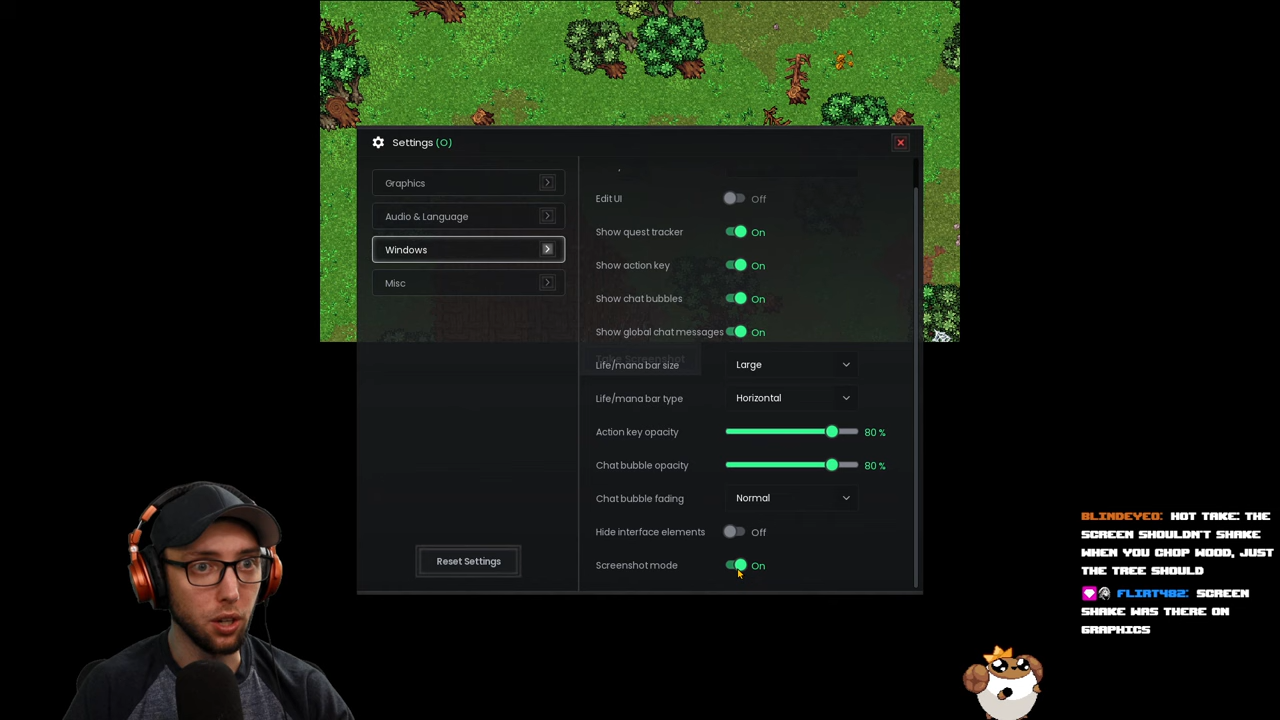 Settings (O)
Graphics
Audio & Language
Windows
Misc
Reset Settings
Edit UI Off
Show quest tracker On
Show action key On
Show chat bubbles On
Show global chat messages On
Take Screenshot
Life/mana bar size Large
Life/mana bar type Horizontal
Action key opacity 80 %
Chat bubble opacity 80 %
Chat bubble fading Normal
Hide interface elements Off
Screenshot mode On
BLINDEYE0: HOT TAKE: THE
SCREEN SHOULDN'T SHAKE
WHEN YOU CHOP WOOD, JUST
THE TREE SHOULD
FLIRT482: SCREEN
SHAKE WAS THERE ON
GRAPHICS